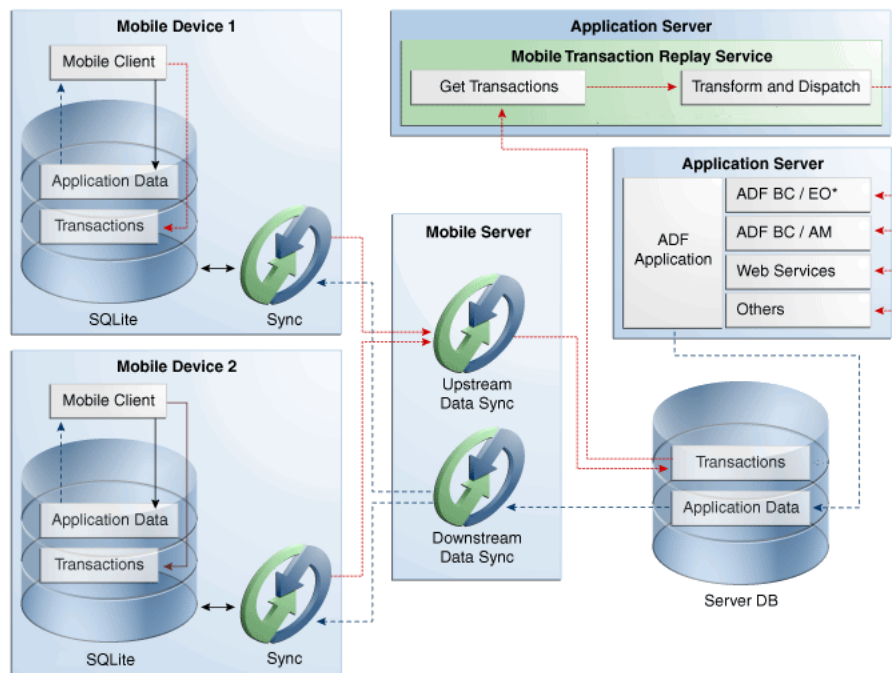 Mobile Device 1
Mobile Client
Application Data
Transactions
SQLite
Sync
Mobile Device 2
Mobile Client
Application Data
Transactions
SQLite
Sync
Mobile Server
Upstream
Data Sync
Downstream
Data Sync
Application Server
Mobile Transaction Replay Service
Get Transactions
Transform and Dispatch
Application Server
ADF
Application
ADF BC / EO*
ADF BC / AM
Web Services
Others
Transactions
Application Data
Server DB